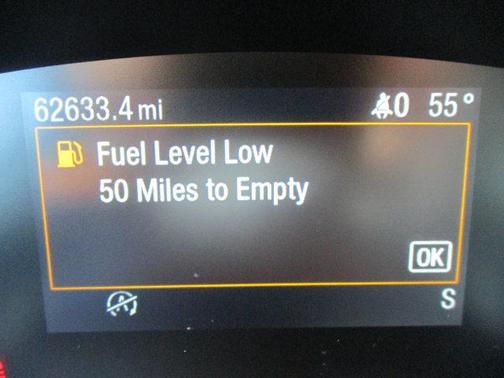 62633.4 mi 0 55°
Fuel Level Low
50 Miles to Empty
OK
A S